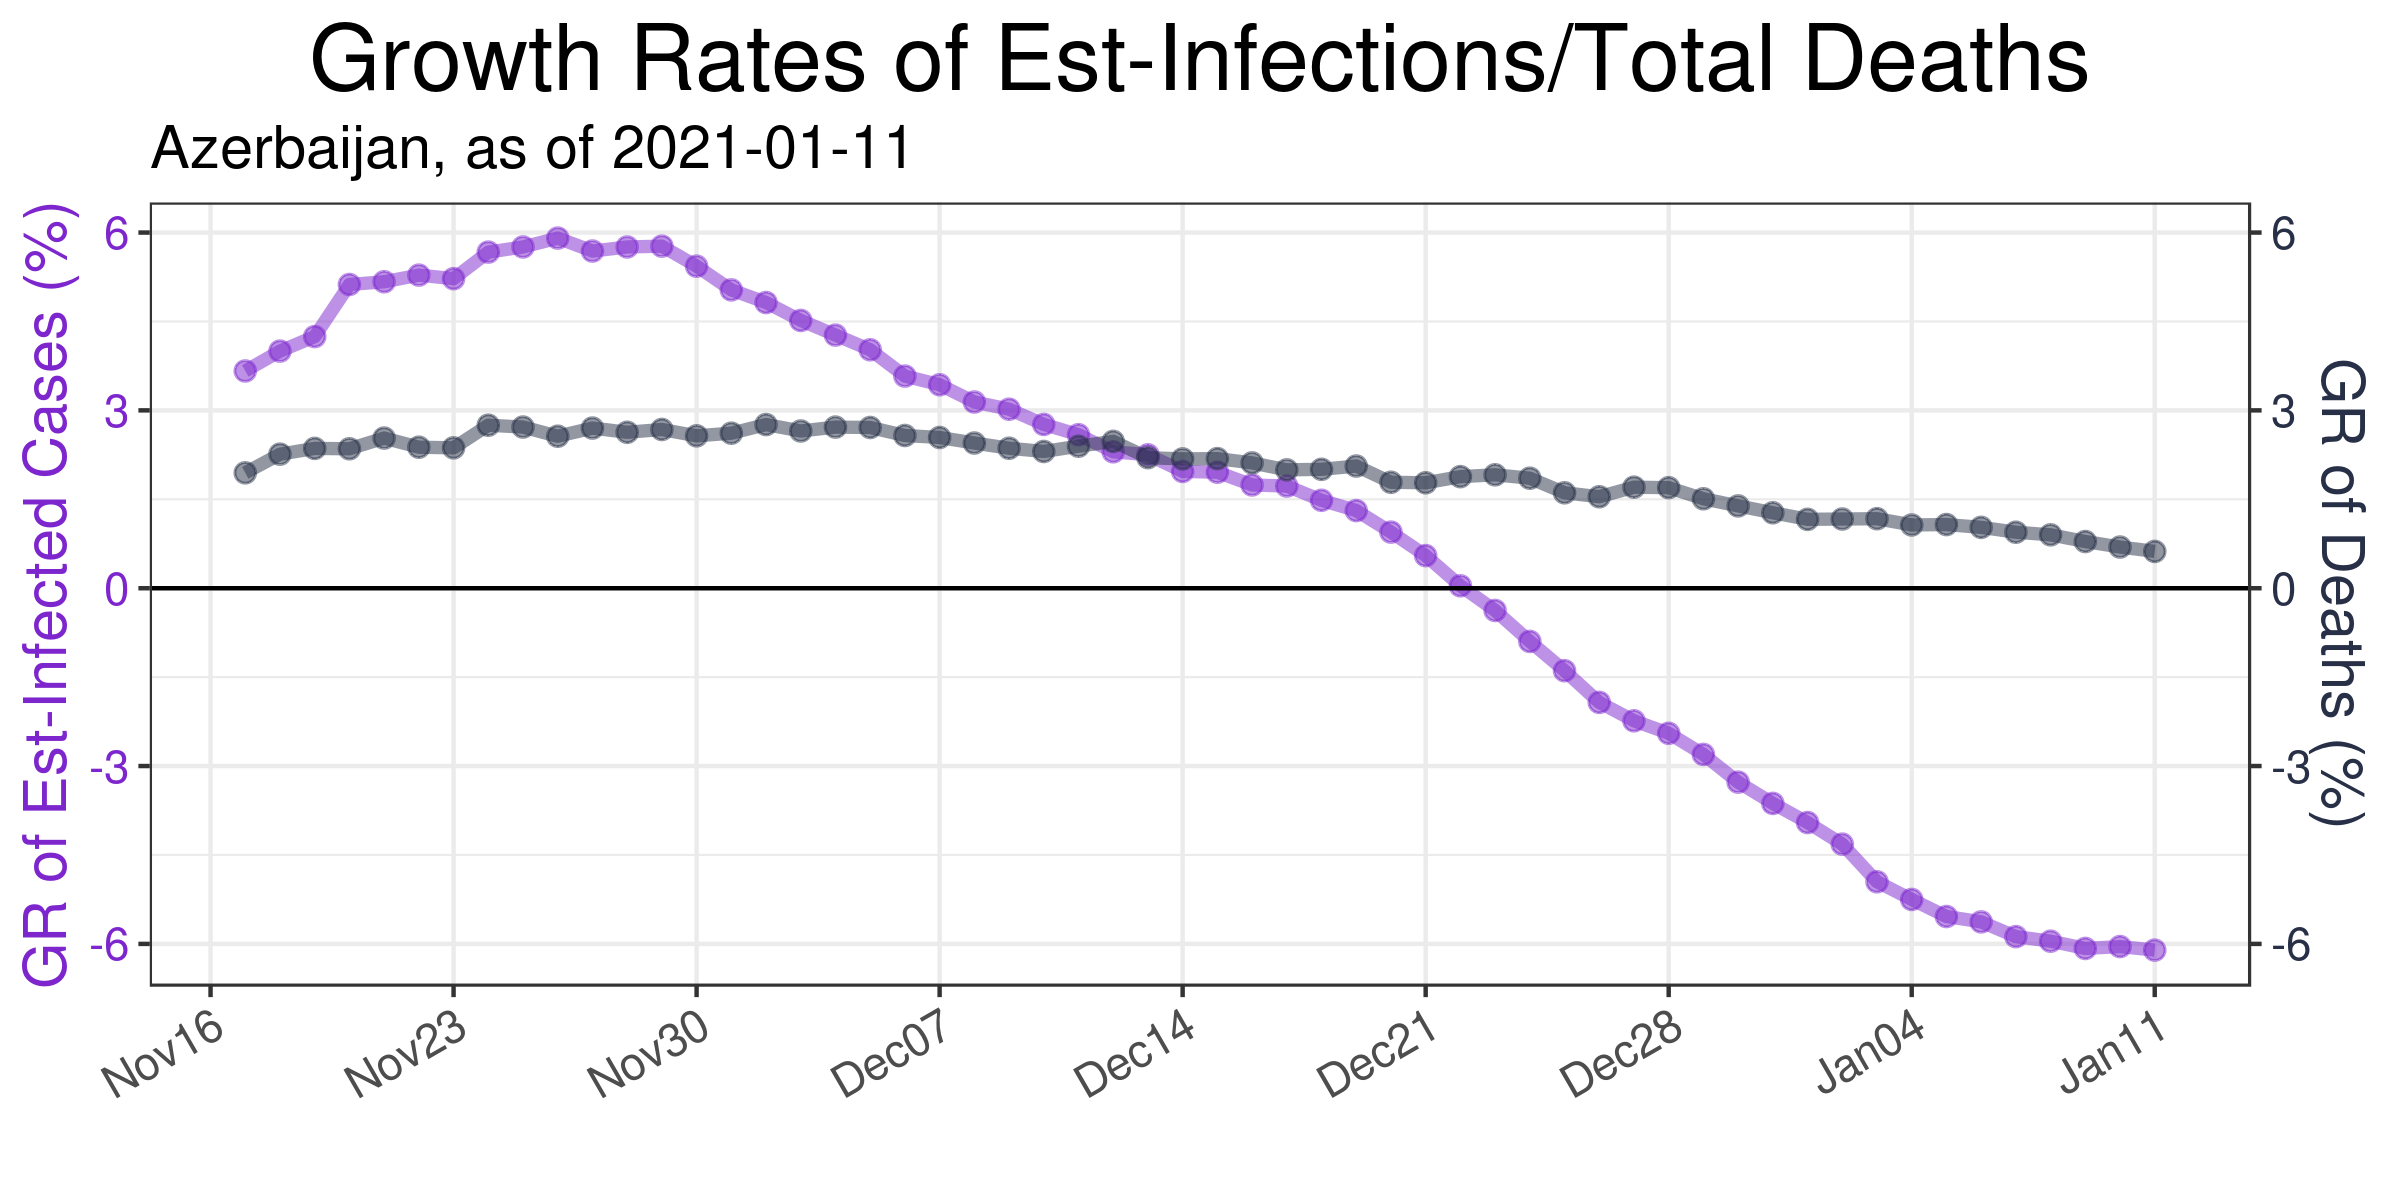 Growth Rates of Est-Infections/Total Deaths
Azerbaijan, as of 2021-01-11
GR of Est-Infected Cases (%)
6
3
0
-3
-6
6
3
0
-3
-6
GR of Deaths (%)
Nov16
Nov23
Nov30
Dec07
Dec14
Dec21
Dec28
Jan04
Jan11